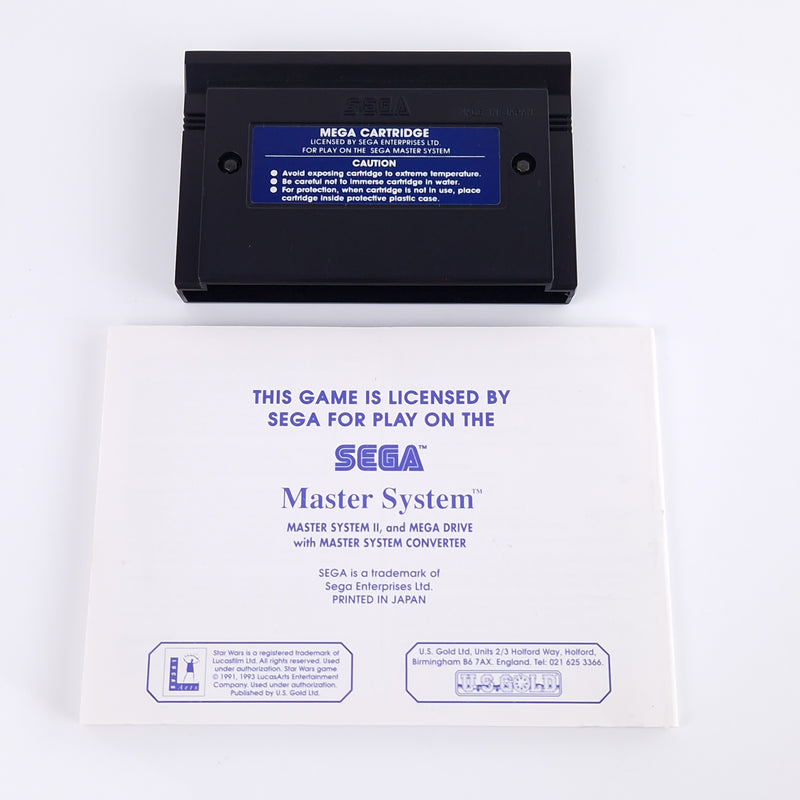 SEGA
MADE IN JAPAN
MEGA CARTRIDGE
LICENSED BY SEGA ENTERPRISES LTD.
FOR PLAY ON THE SEGA MASTER SYSTEM
CAUTION
● Avoid exposing cartridge to extreme temperature.
● Be careful not to immerse cartridge in water.
● For protection, when cartridge is not in use, place
cartridge inside protective plastic case.
THIS GAME IS LICENSED BY
SEGA FOR PLAY ON THE
SEGA™
Master System™
MASTER SYSTEM II, and MEGA DRIVE
with MASTER SYSTEM CONVERTER
SEGA is a trademark of
Sega Enterprises Ltd.
PRINTED IN JAPAN
LUCAS
Arts
Star Wars is a registered trademark of
Lucasfilm Ltd. All rights reserved. Used
under authorization. Star Wars game
© 1991, 1993 LucasArts Entertainment
Company. Used under authorization.
Published by U.S. Gold Ltd.
U.S. Gold Ltd, Units 2/3 Holford Way, Holford,
Birmingham B6 7AX. England. Tel: 021 625 3366.
U.S. GOLD